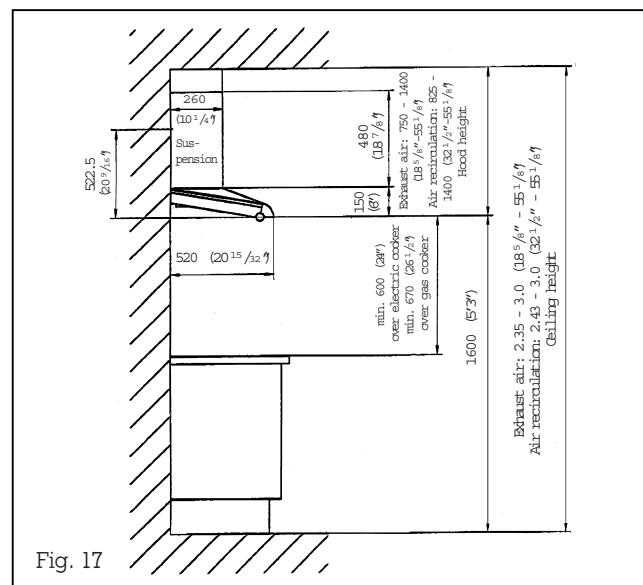 260
(10 1/4")
Sus-
pension
522.5
(20 9/16")
480
(18 7/8")
150
(6")
Exhaust air: 750 - 1400
(18 5/8"-55 1/8")
Air recirculation: 825 -
1400 (32 1/2"-55 1/8")
Hood height
520 (20 15/32")
min. 600 (24")
over electric cooker
min. 670 (26 1/2")
over gas cooker
1600 (5'3")
Exhaust air: 2.35 - 3.0 (18 5/8" - 55 1/8")
Air recirculation: 2.43 - 3.0 (32 1/2" - 55 1/8")
Ceiling height
Fig. 17